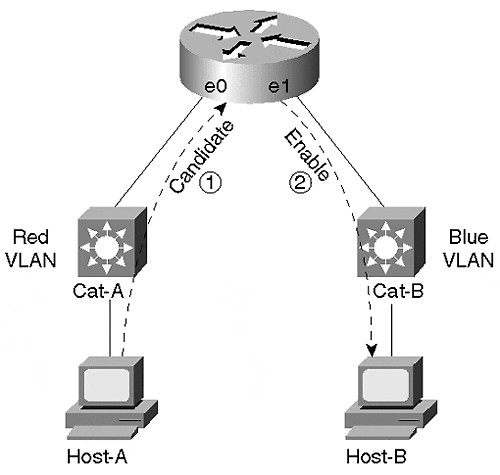 e0 e1
Candidate
Enable
1
2
Red
VLAN
Blue
VLAN
Cat-A
Cat-B
Host-A
Host-B